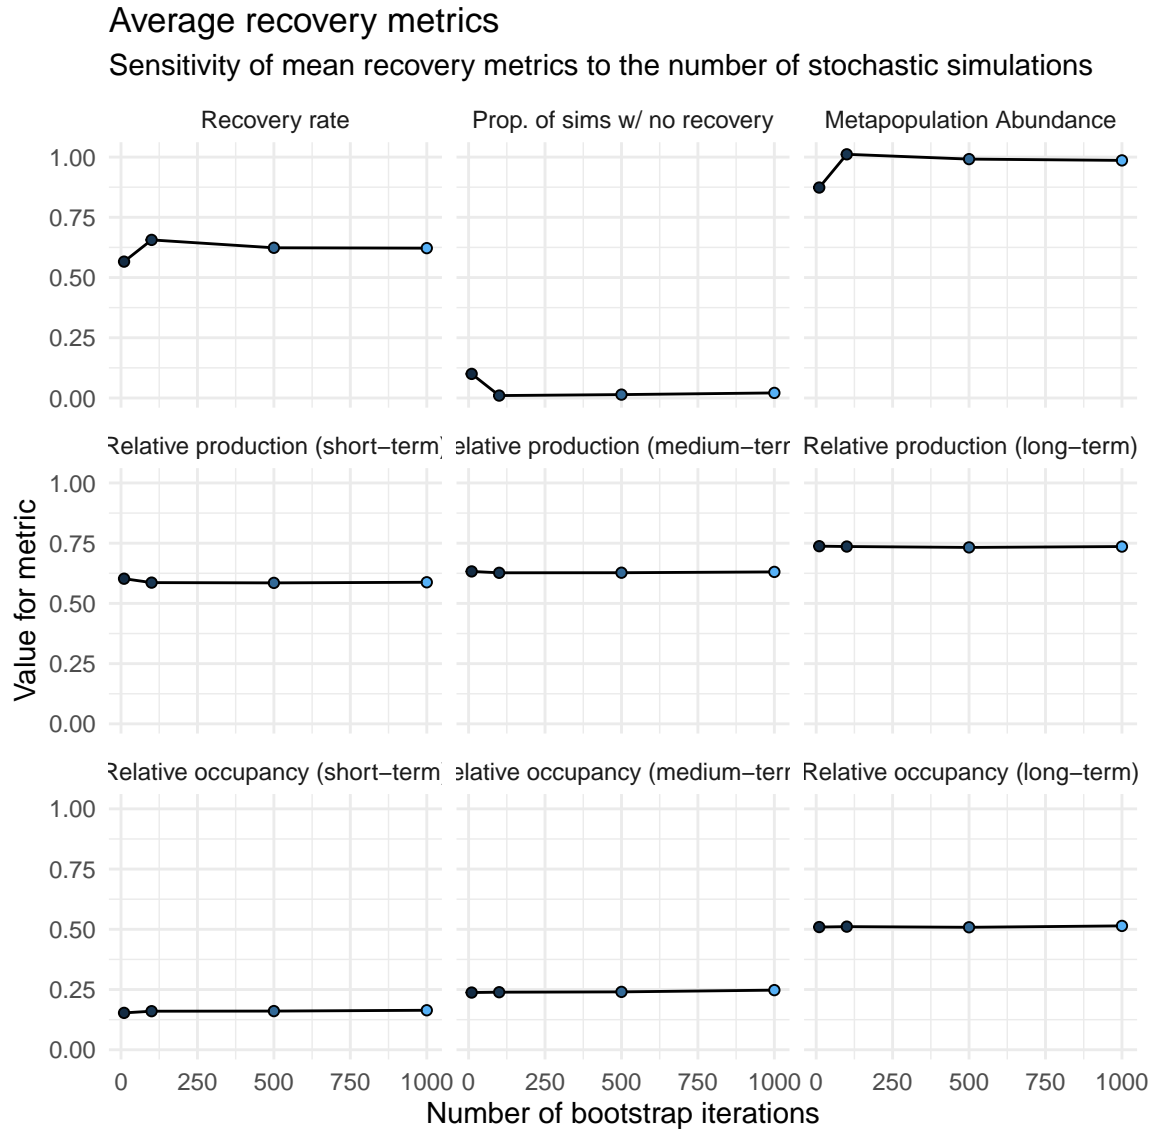 Average recovery metrics
Sensitivity of mean recovery metrics to the number of stochastic simulations
Recovery rate Prop. of sims w/ no recovery Metapopulation Abundance
1.00
0.75
0.50
0.25
0.00
Relative production (short−term) elative production (medium−terr Relative production (long−term)
1.00
0.75
0.50
0.25
0.00
Relative occupancy (short−term) elative occupancy (medium−terr Relative occupancy (long−term)
1.00
0.75
0.50
0.25
0.00
Value for metric
0 250 500 750 1000 0 250 500 750 1000 0 250 500 750 1000
Number of bootstrap iterations